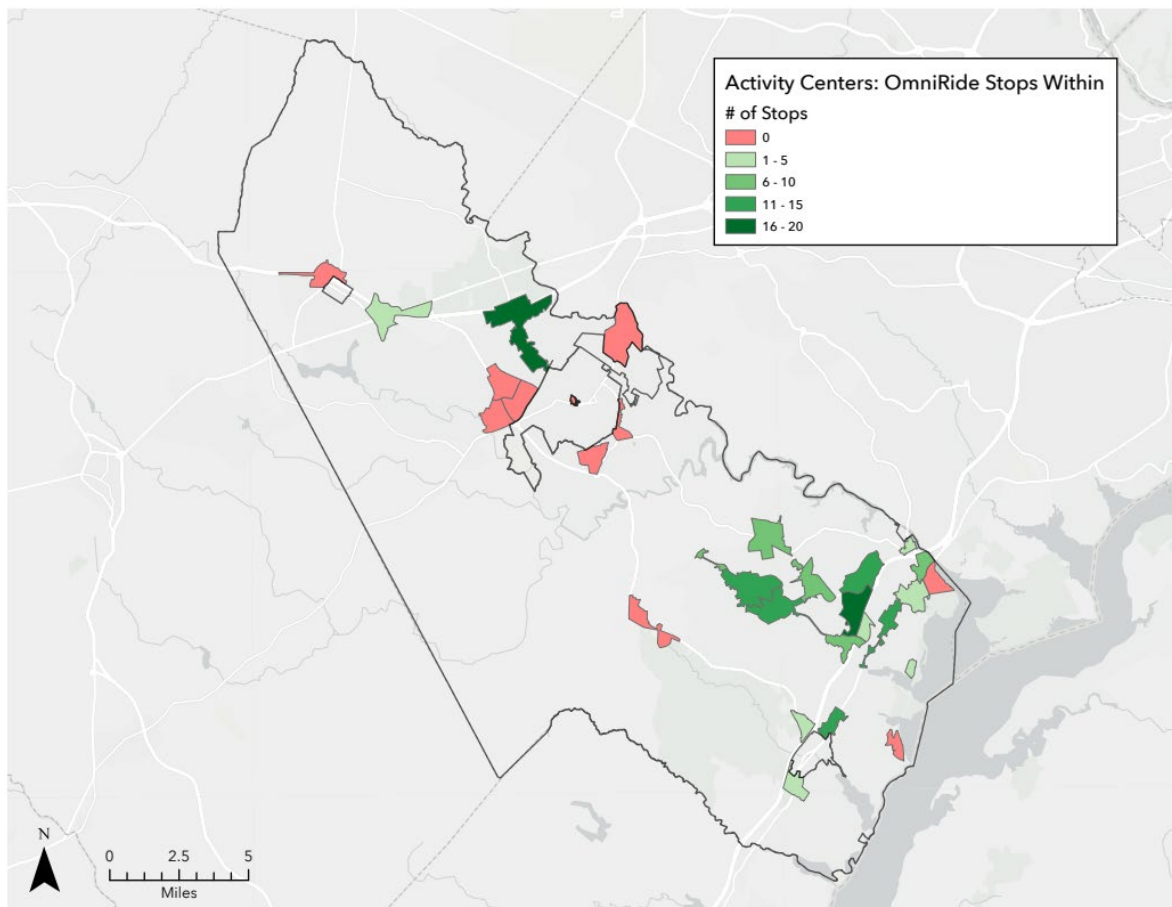 Activity Centers: OmniRide Stops Within
# of Stops
0
1 - 5
6 - 10
11 - 15
16 - 20
N
0 2.5 5
Miles